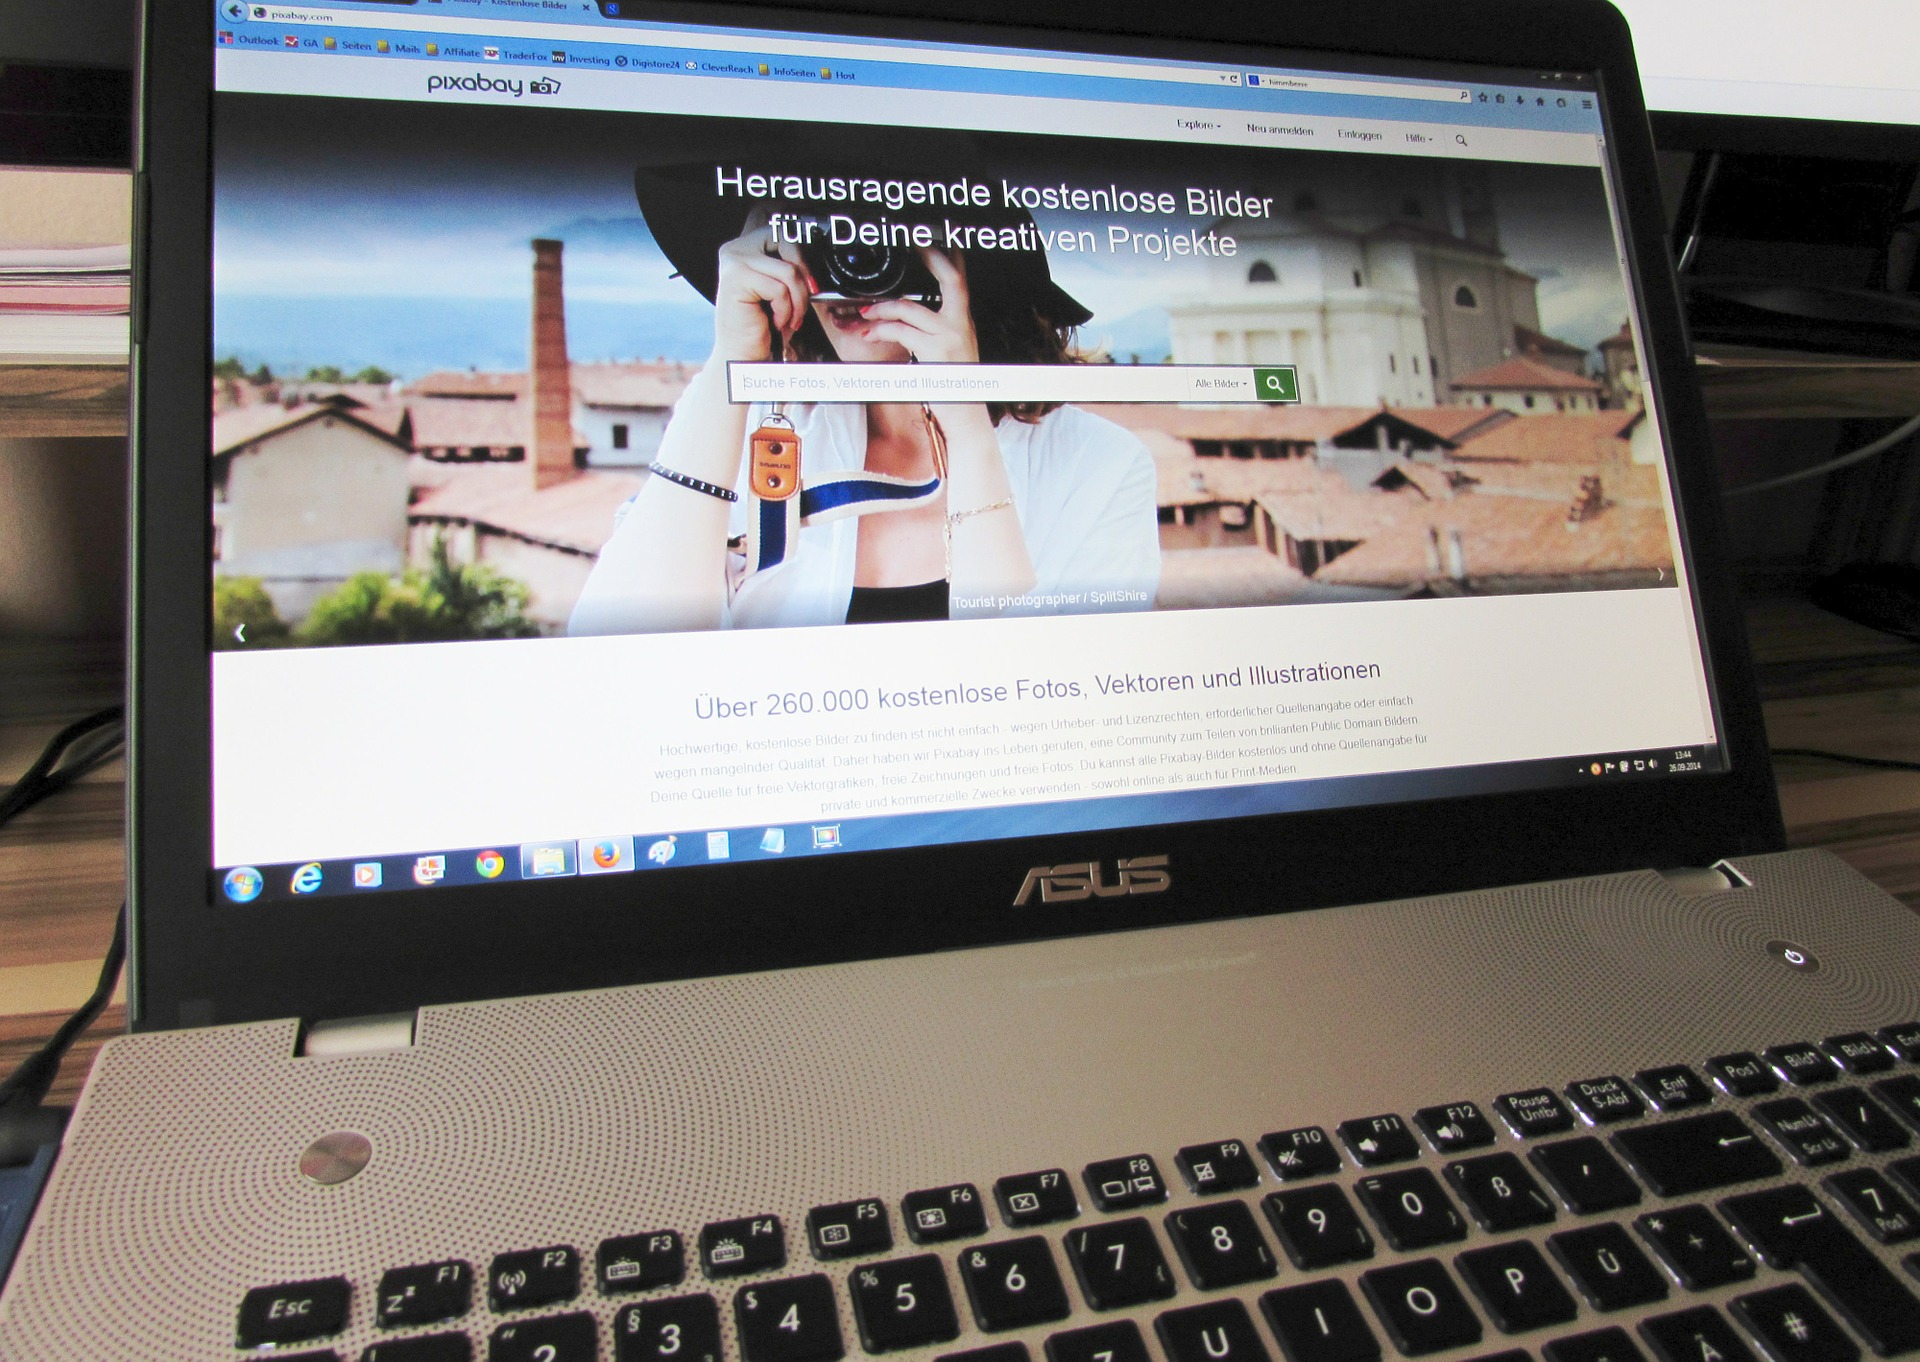 Pixabay - Kostenlose Bilder
pixabay.com
Outlook GA Seiten Mails Affiliate TraderFox Investing Digistore24 CleverReach InfoSeiten Host
pixabay
Explore Neu anmelden Einloggen Hilfe
Herausragende kostenlose Bilder
für Deine kreativen Projekte
Suche Fotos, Vektoren und Illustrationen Alle Bilder
Tourist photographer / SplitShire
Über 260.000 kostenlose Fotos, Vektoren und Illustrationen
Hochwertige, kostenlose Bilder zu finden ist nicht einfach - wegen Urheber- und Lizenzrechten, erforderlicher Quellenangabe oder einfach
wegen mangelnder Qualität. Daher haben wir Pixabay ins Leben gerufen, eine Community zum Teilen von brillianten Public Domain Bildern.
Deine Quelle für freie Vektorgrafiken, freie Zeichnungen und freie Fotos. Du kannst alle Pixabay-Bilder kostenlos und ohne Quellenangabe für
private und kommerzielle Zwecke verwenden - sowohl online als auch für Print-Medien.
13:44
26.09.2014
ASUS
Esc F1 F2 F3 F4 F5 F6 F7 F8 F9 F10 F11 F12 Pause Untbr Druck S-Abf Entf Einfg Pos1 Bild Bild End
" 2 § 3 $ 4 % 5 & 6 / 7 { ( 8 [ ) 9 ] = 0 } ? ß \ NumLk Scr Lk /
Z U I O P Ü * + ~ 7 Pos1
Ä #